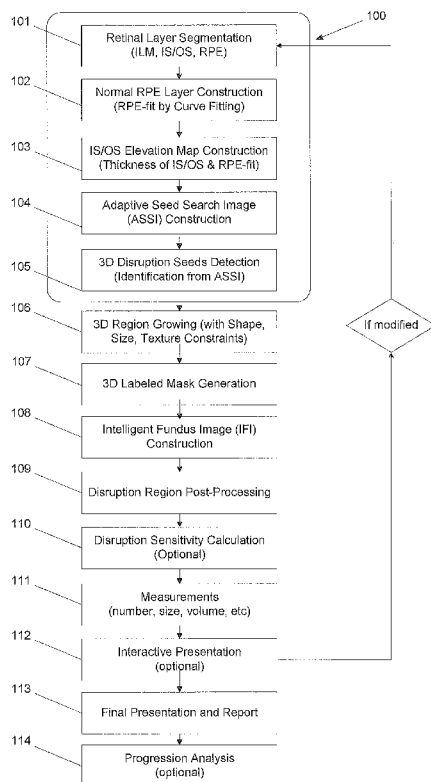 100
101
Retinal Layer Segmentation
(ILM, IS/OS, RPE)
102
Normal RPE Layer Construction
(RPE-fit by Curve Fitting)
103
IS/OS Elevation Map Construction
(Thickness of IS/OS & RPE-fit)
104
Adaptive Seed Search Image
(ASSI) Construction
105
3D Disruption Seeds Detection
(Identification from ASSI)
106
3D Region Growing (with Shape,
Size, Texture Constraints)
If modified
107
3D Labeled Mask Generation
108
Intelligent Fundus Image (IFI)
Construction
109
Disruption Region Post-Processing
110
Disruption Sensitivity Calculation
(Optional)
111
Measurements
(number, size, volume, etc)
112
Interactive Presentation
(optional)
113
Final Presentation and Report
114
Progression Analysis
(optional)